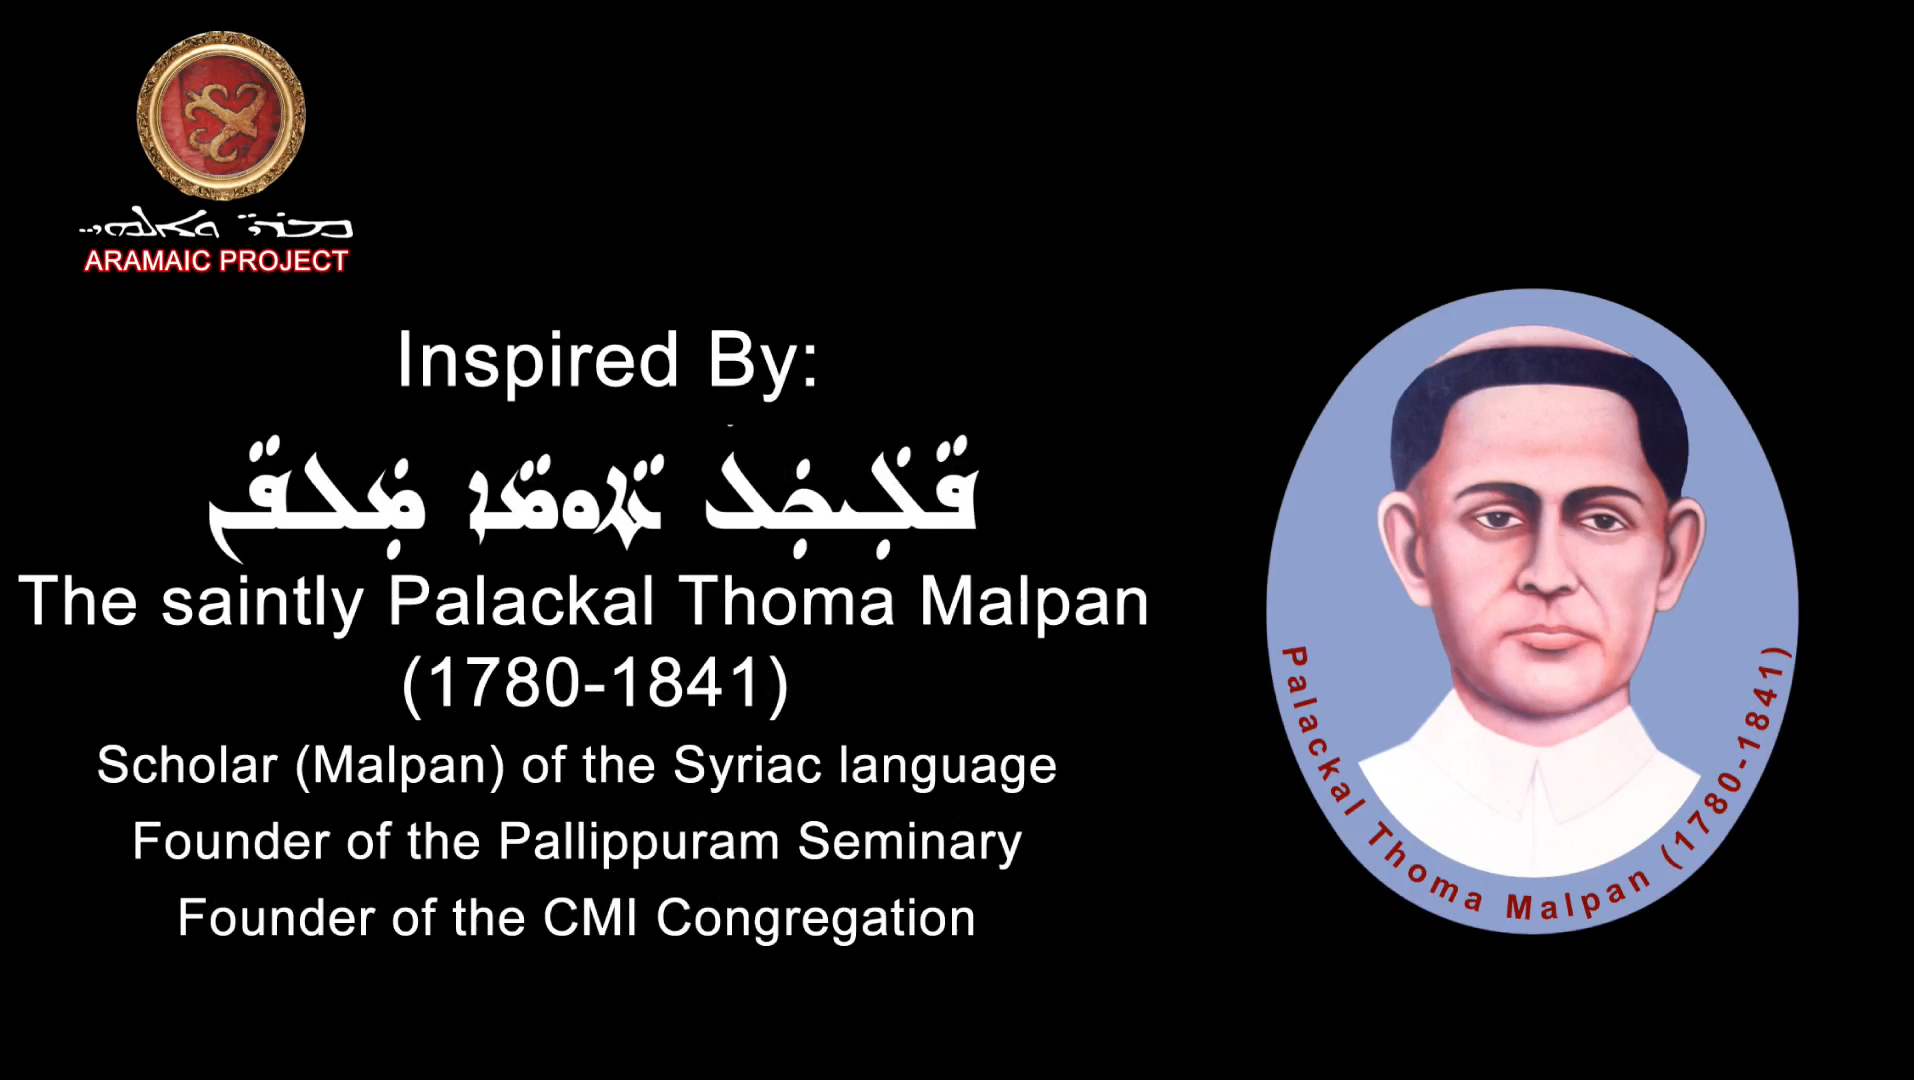 ARAMAIC PROJECT
Inspired By:
The saintly Palackal Thoma Malpan
(1780-1841)
Scholar (Malpan) of the Syriac language
Founder of the Pallippuram Seminary
Founder of the CMI Congregation
Palackal Thoma Malpan (1780-1841)